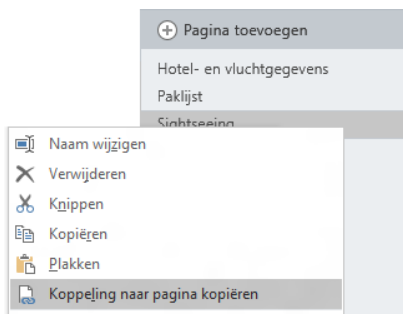 Pagina toevoegen
Hotel- en vluchtgegevens
Paklijst
Sightseeing
Naam wijzigen
Verwijderen
Knippen
Kopiëren
Plakken
Koppeling naar pagina kopiëren